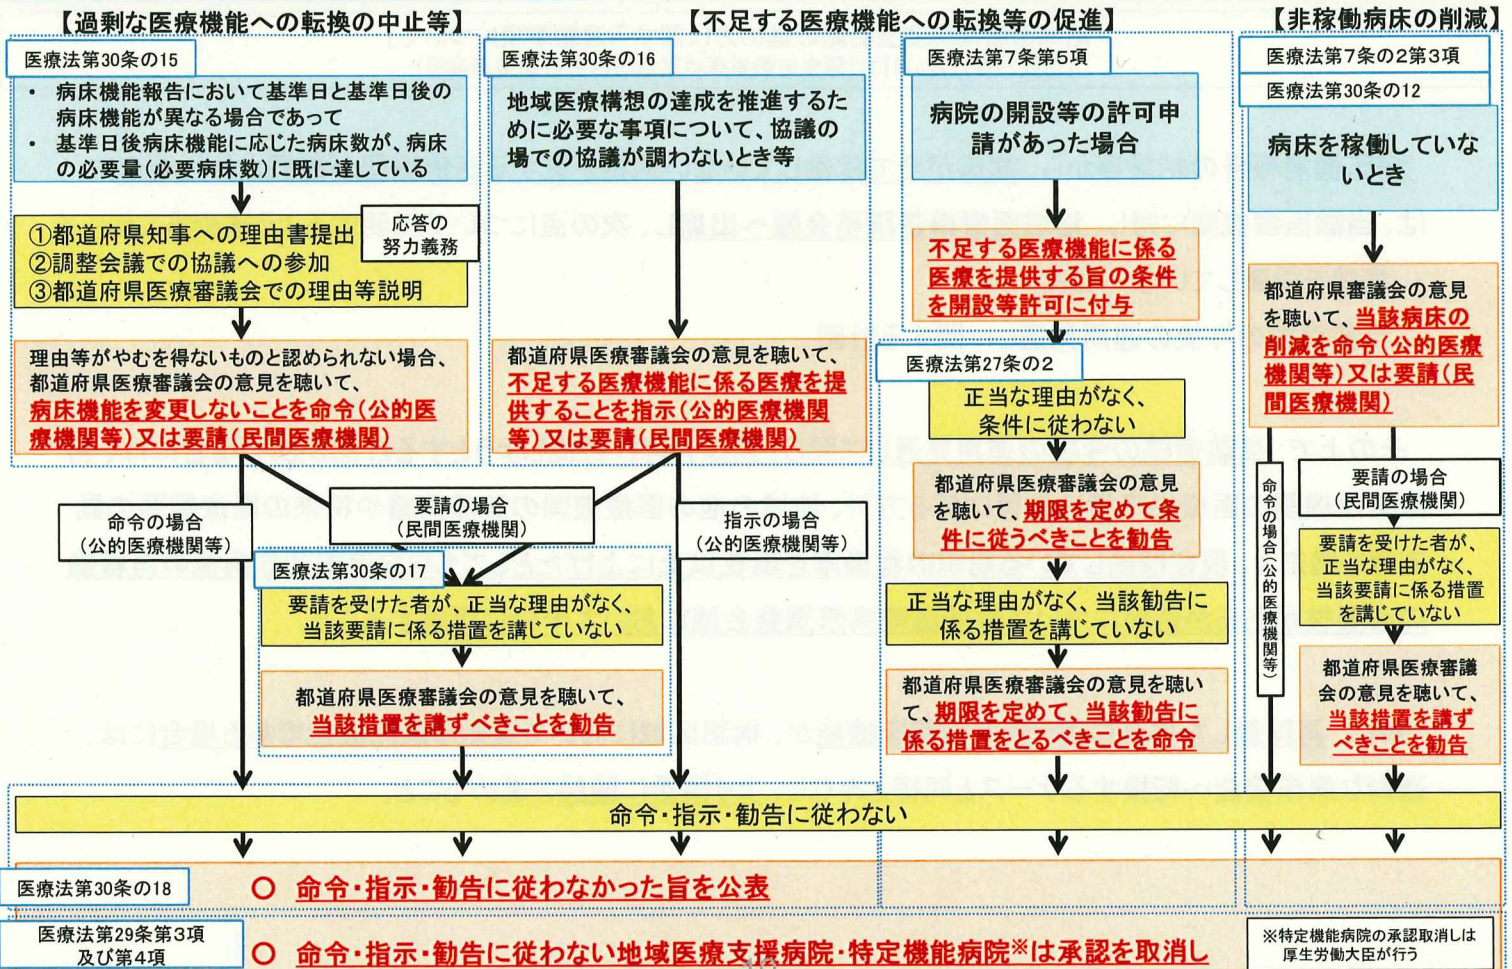 【過剰な医療機能への転換の中止等】
【不足する医療機能への転換等の促進】
【非稼働病床の削減】
医療法第30条の15
・ 病床機能報告において基準日と基準日後の
病床機能が異なる場合であって
・ 基準日後病床機能に応じた病床数が、病床
の必要量(必要病床数)に既に達している
①都道府県知事への理由書提出
②調整会議での協議への参加
③都道府県医療審議会での理由等説明
応答の
努力義務
理由等がやむを得ないものと認められない場合、
都道府県医療審議会の意見を聴いて、
病床機能を変更しないことを命令(公的医
療機関等)又は要請(民間医療機関)
医療法第30条の16
地域医療構想の達成を推進するた
めに必要な事項について、協議の
場での協議が調わないとき等
都道府県医療審議会の意見を聴いて、
不足する医療機能に係る医療を提
供することを指示(公的医療機関
等)又は要請(民間医療機関)
命令の場合
(公的医療機関等)
要請の場合
(民間医療機関)
指示の場合
(公的医療機関等)
医療法第30条の17
要請を受けた者が、正当な理由がなく、
当該要請に係る措置を講じていない
都道府県医療審議会の意見を聴いて、
当該措置を講ずべきことを勧告
医療法第7条第5項
病院の開設等の許可申
請があった場合
不足する医療機能に係る
医療を提供する旨の条件
を開設等許可に付与
医療法第27条の2
正当な理由がなく、
条件に従わない
都道府県医療審議会の意見
を聴いて、期限を定めて条
件に従うべきことを勧告
正当な理由がなく、当該勧告に
係る措置を講じていない
都道府県医療審議会の意見を聴い
て、期限を定めて、当該勧告に
係る措置をとるべきことを命令
医療法第7条の2第3項
医療法第30条の12
病床を稼働していな
いとき
都道府県審議会の意見
を聴いて、当該病床の
削減を命令(公的医療
機関等)又は要請(民
間医療機関)
命令の場合(公的医療機関等)
要請の場合
(民間医療機関)
要請を受けた者が、
正当な理由がなく、
当該要請に係る措置
を講じていない
都道府県医療審議
会の意見を聴いて、
当該措置を講ず
べきことを勧告
命令・指示・勧告に従わない
医療法第30条の18
○ 命令・指示・勧告に従わなかった旨を公表
医療法第29条第3項
及び第4項
○ 命令・指示・勧告に従わない地域医療支援病院・特定機能病院※は承認を取消し
※特定機能病院の承認取消しは
厚生労働大臣が行う